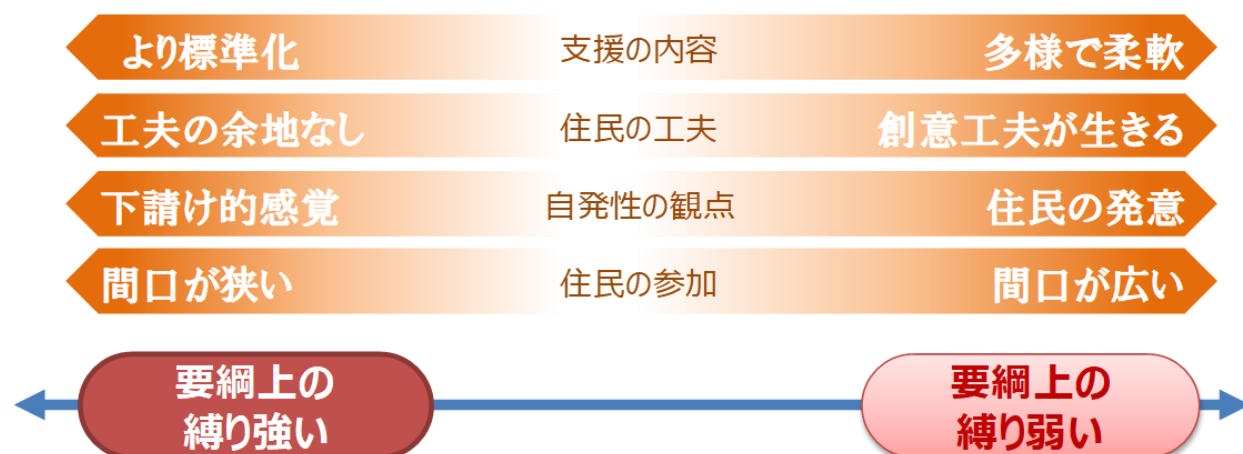 より標準化 支援の内容 多様で柔軟
工夫の余地なし 住民の工夫 創意工夫が生きる
下請け的感覚 自発性の観点 住民の発意
間口が狭い 住民の参加 間口が広い
要綱上の
縛り強い
要綱上の
縛り弱い